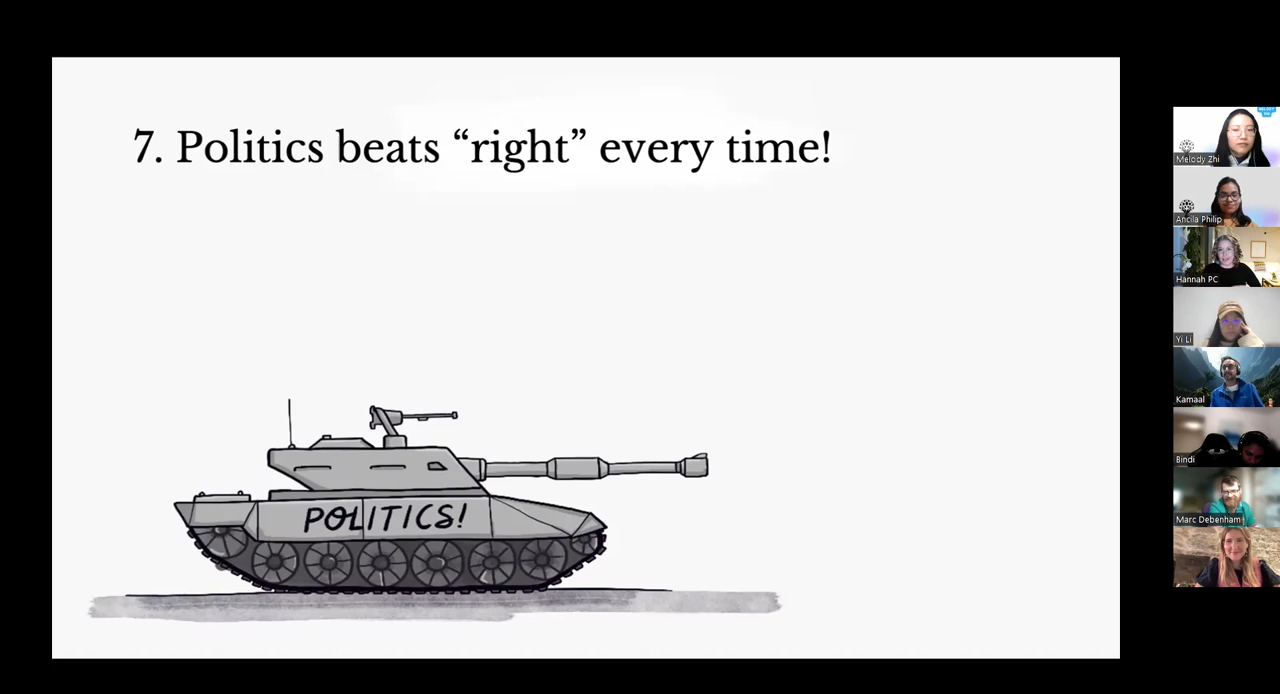 7. Politics beats “right” every time!
POLITICS!
Melody Zhi
Ancila Philip
Hannah PC
Yi Li
Kamaal
Bindi
Marc Debenham